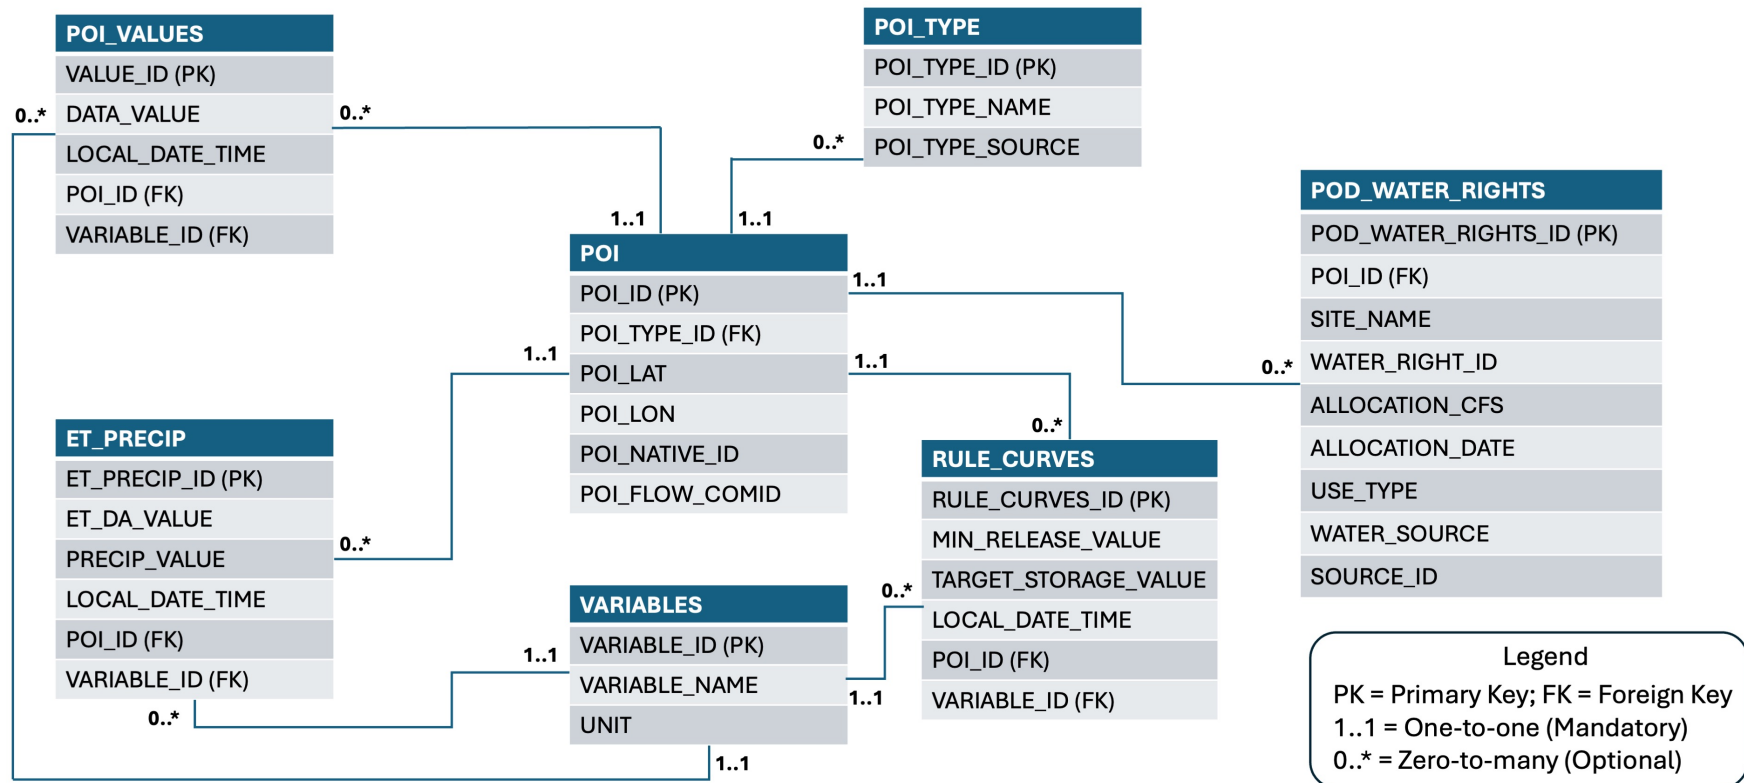 POI_VALUES
VALUE_ID (PK)
DATA_VALUE
LOCAL_DATE_TIME
POI_ID (FK)
VARIABLE_ID (FK)
0..*
0..*
POI_TYPE
POI_TYPE_ID (PK)
POI_TYPE_NAME
POI_TYPE_SOURCE
0..*
1..1
1..1
POI
POI_ID (PK)
POI_TYPE_ID (FK)
POI_LAT
POI_LON
POI_NATIVE_ID
POI_FLOW_COMID
1..1
1..1
1..1
POD_WATER_RIGHTS
POD_WATER_RIGHTS_ID (PK)
POI_ID (FK)
SITE_NAME
WATER_RIGHT_ID
ALLOCATION_CFS
ALLOCATION_DATE
USE_TYPE
WATER_SOURCE
SOURCE_ID
0..*
ET_PRECIP
ET_PRECIP_ID (PK)
ET_DA_VALUE
PRECIP_VALUE
LOCAL_DATE_TIME
POI_ID (FK)
VARIABLE_ID (FK)
0..*
0..*
VARIABLES
VARIABLE_ID (PK)
VARIABLE_NAME
UNIT
1..1
1..1
1..1
RULE_CURVES
RULE_CURVES_ID (PK)
MIN_RELEASE_VALUE
TARGET_STORAGE_VALUE
LOCAL_DATE_TIME
POI_ID (FK)
VARIABLE_ID (FK)
0..*
0..*
Legend
PK = Primary Key; FK = Foreign Key
1..1 = One-to-one (Mandatory)
0..* = Zero-to-many (Optional)